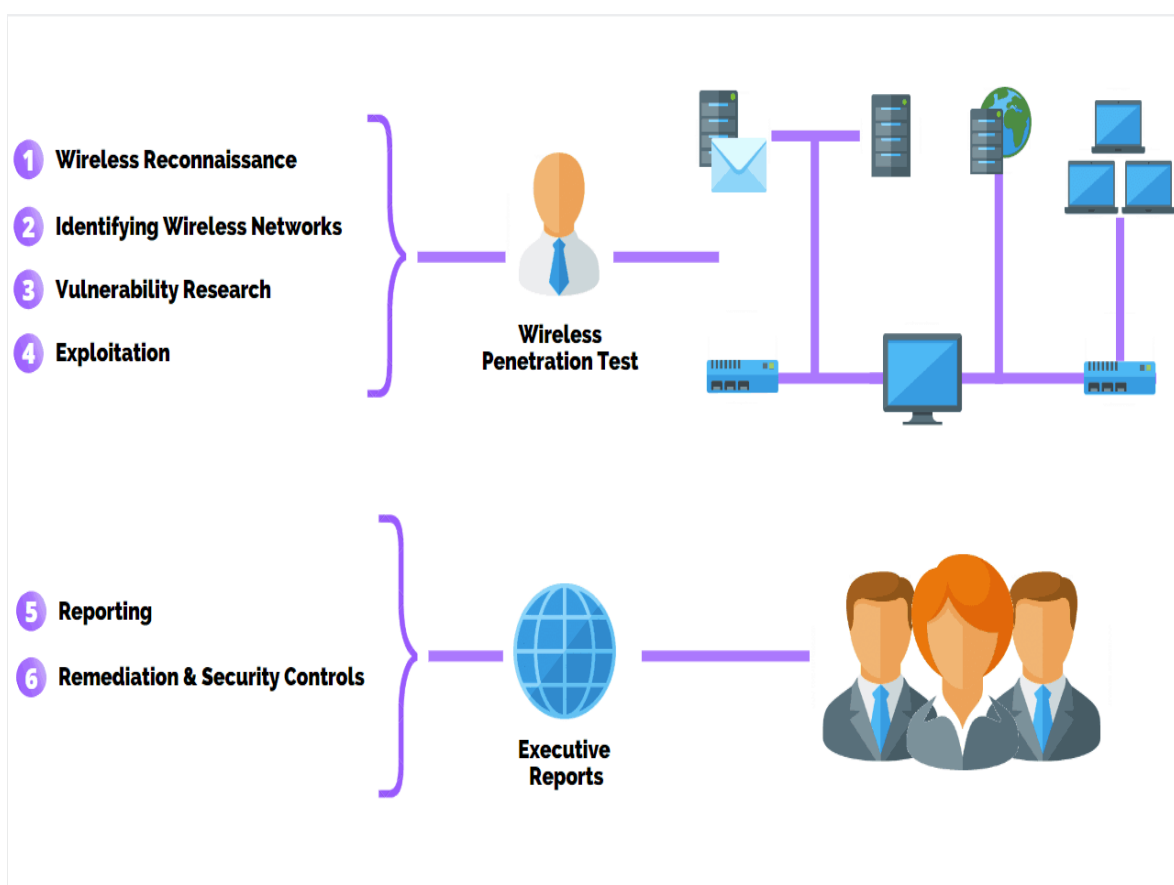 1 Wireless Reconnaissance
2 Identifying Wireless Networks
3 Vulnerability Research
4 Exploitation
Wireless
Penetration Test
5 Reporting
6 Remediation & Security Controls
Executive
Reports